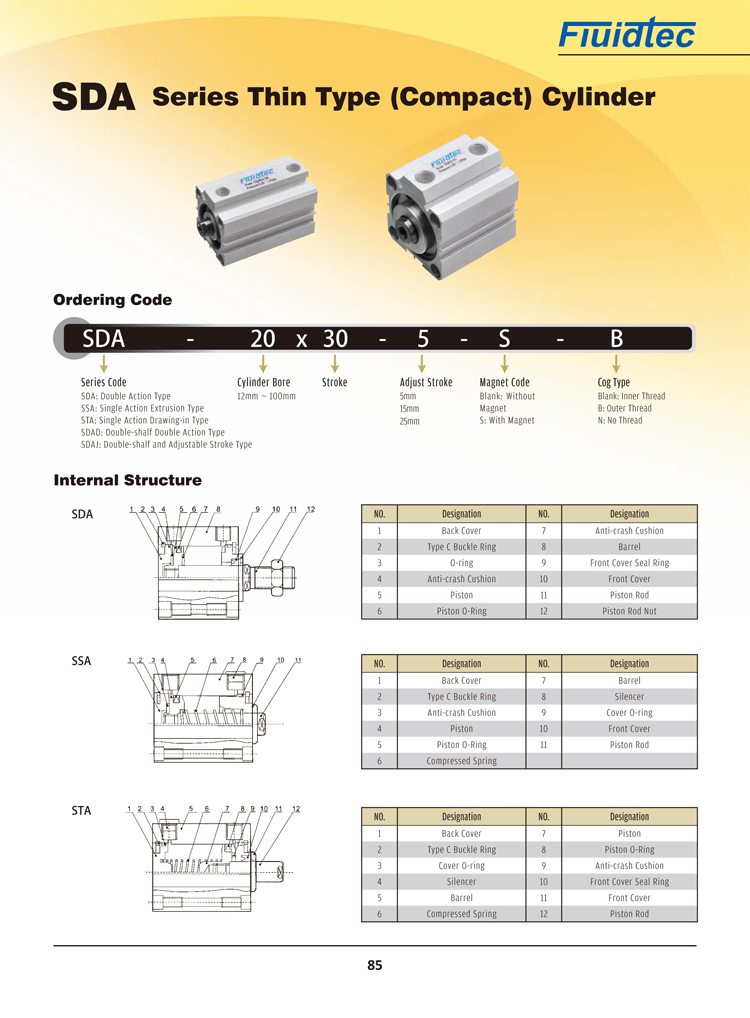 Fluidtec
SDA Series Thin Type (Compact) Cylinder
Fluidtec
Fluidtec
Ordering Code
SDA - 20 x 30 - 5 - S - B
Series Code
SDA: Double Action Type
SSA: Single Action Extrusion Type
STA: Single Action Drawing-in Type
SDAD: Double-shalf Double Action Type
SDAJ: Double-shalf and Adjustable Stroke Type
Cylinder Bore
12mm ~ 100mm
Stroke
Adjust Stroke
5mm
15mm
25mm
Magnet Code
Blank: Without
Magnet
S: With Magnet
Cog Type
Blank: Inner Thread
B: Outer Thread
N: No Thread
Internal Structure
SDA
1 2 3 4 5 6 7 8 9 10 11 12
NO. Designation NO. Designation
1 Back Cover 7 Anti-crash Cushion
2 Type C Buckle Ring 8 Barrel
3 O-ring 9 Front Cover Seal Ring
4 Anti-crash Cushion 10 Front Cover
5 Piston 11 Piston Rod
6 Piston O-Ring 12 Piston Rod Nut
SSA
1 2 3 4 5 6 7 8 9 10 11
NO. Designation NO. Designation
1 Back Cover 7 Barrel
2 Type C Buckle Ring 8 Silencer
3 Anti-crash Cushion 9 Cover O-ring
4 Piston 10 Front Cover
5 Piston O-Ring 11 Piston Rod
6 Compressed Spring
STA
1 2 3 4 5 6 7 8 9 10 11 12
NO. Designation NO. Designation
1 Back Cover 7 Piston
2 Type C Buckle Ring 8 Piston O-Ring
3 Cover O-ring 9 Anti-crash Cushion
4 Silencer 10 Front Cover Seal Ring
5 Barrel 11 Front Cover
6 Compressed Spring 12 Piston Rod
85